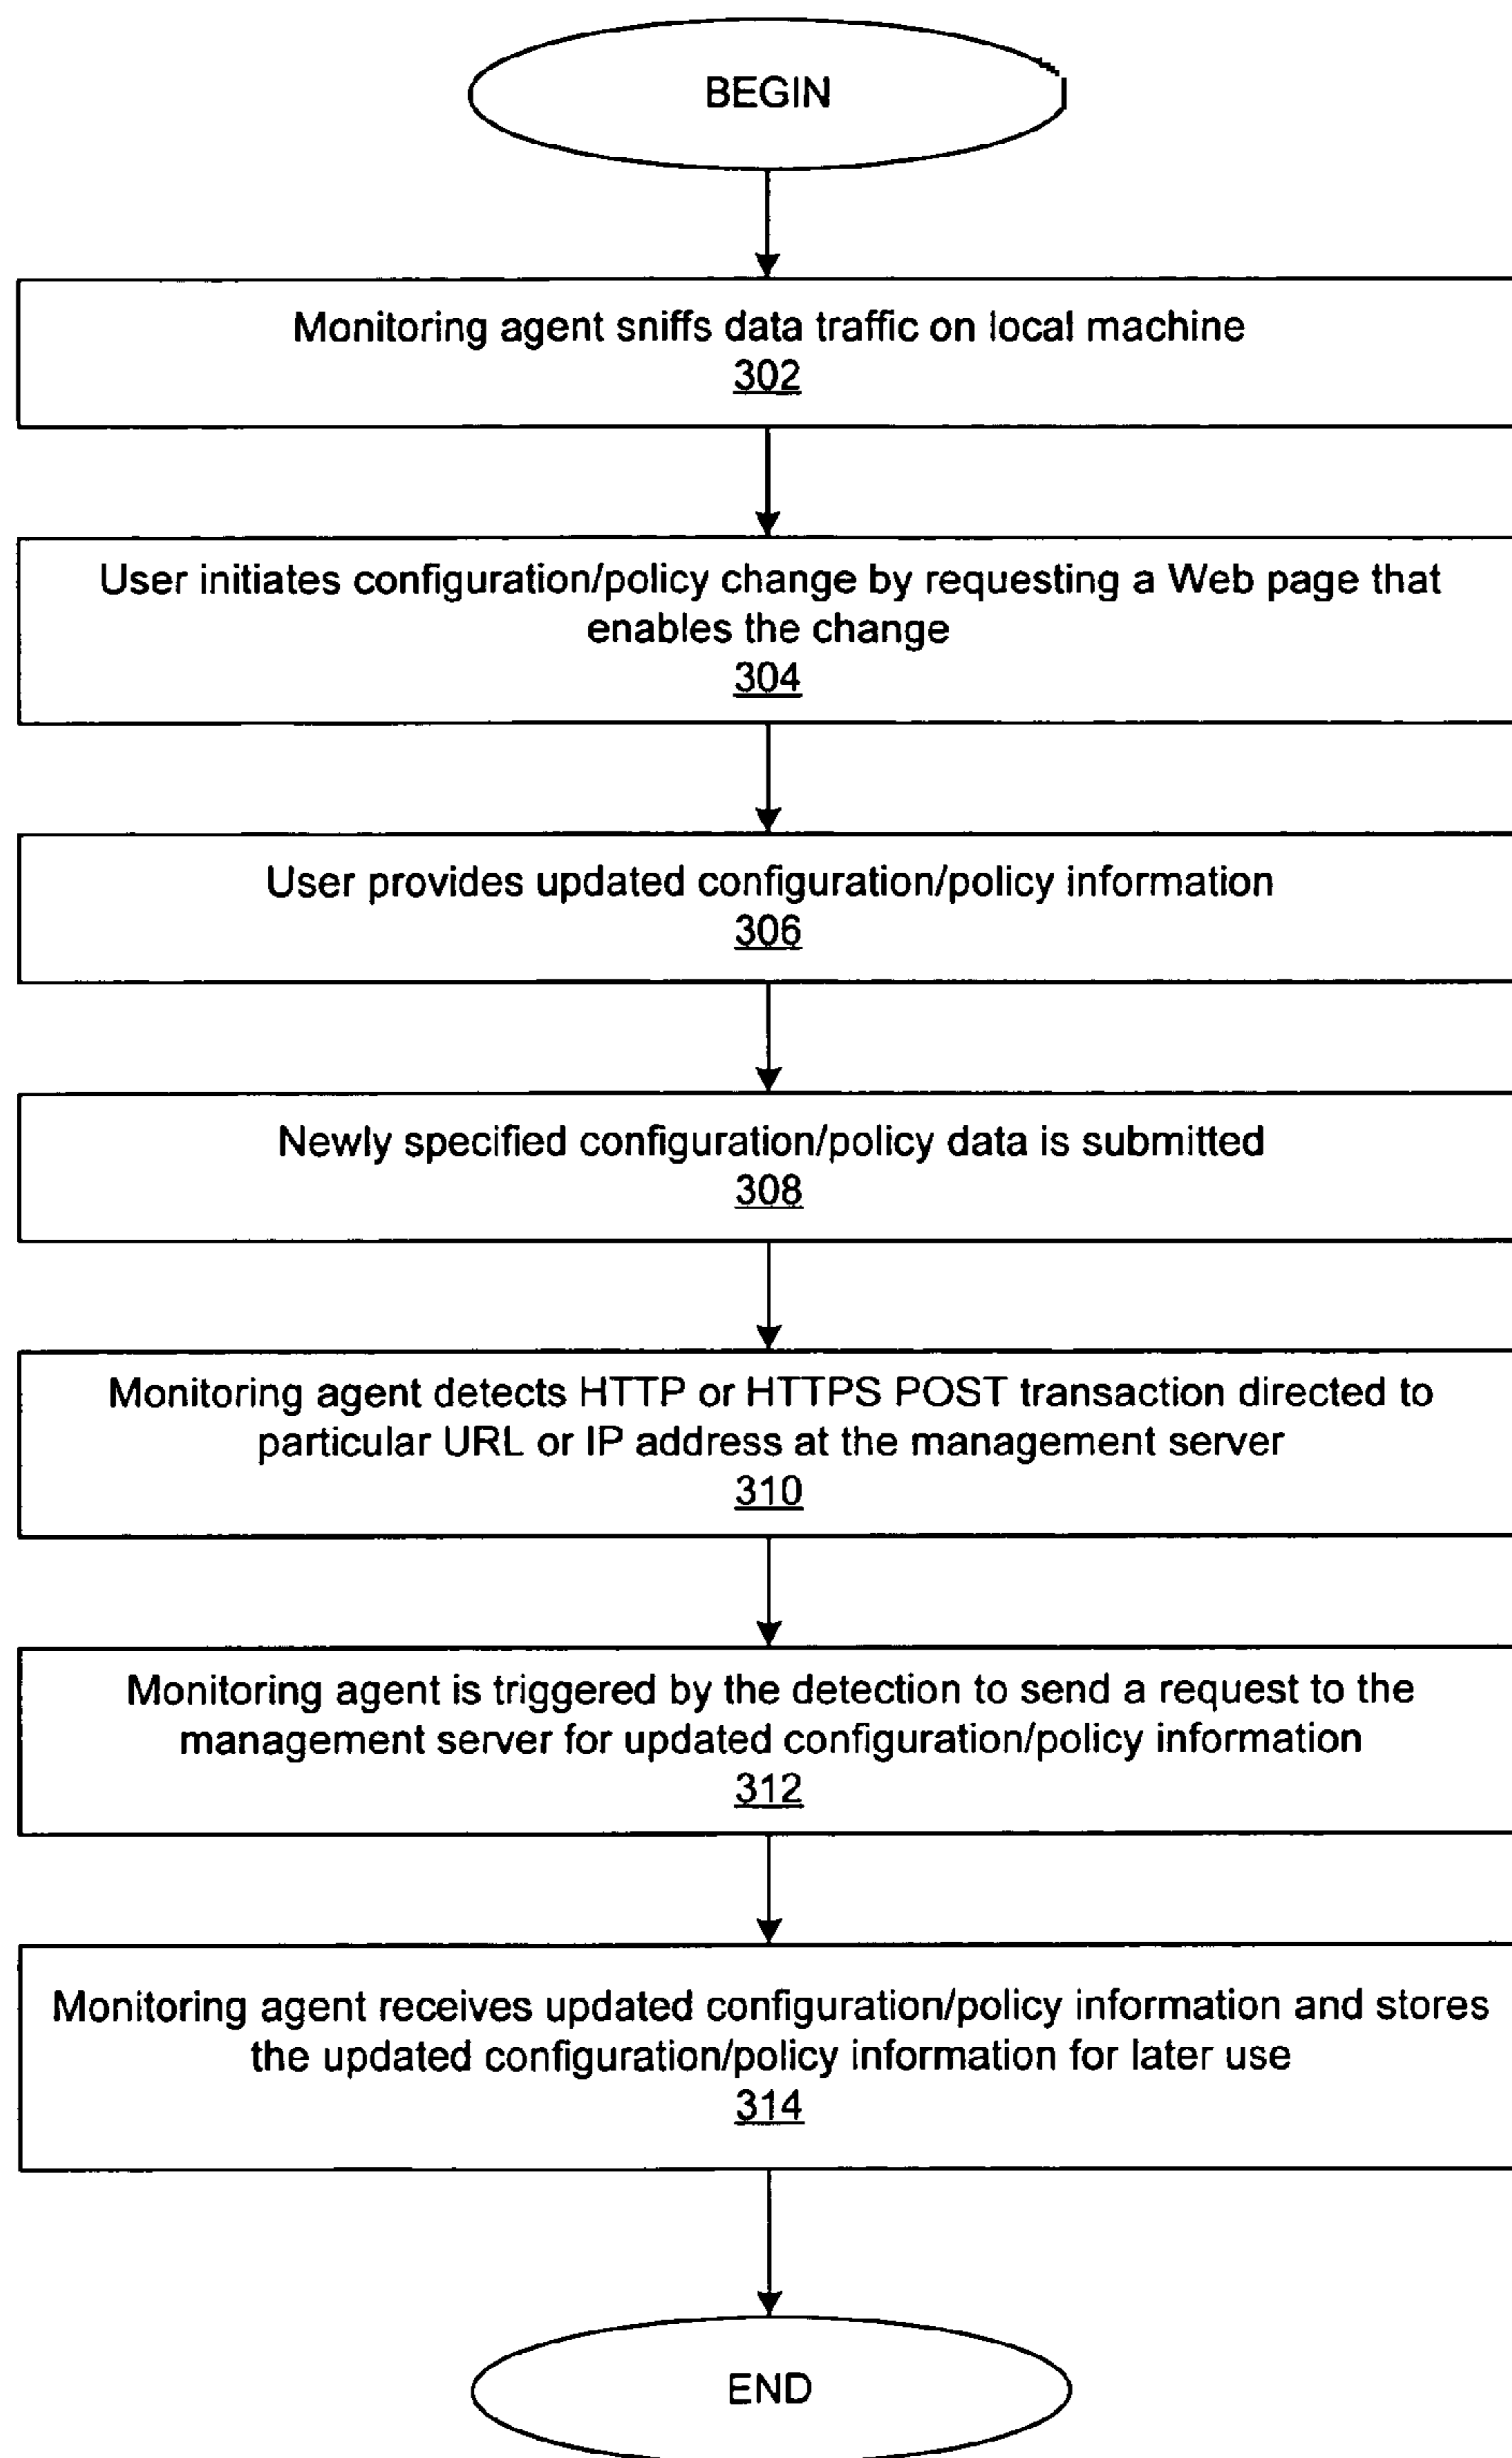 BEGIN
Monitoring agent sniffs data traffic on local machine
302
User initiates configuration/policy change by requesting a Web page that
enables the change
304
User provides updated configuration/policy information
306
Newly specified configuration/policy data is submitted
308
Monitoring agent detects HTTP or HTTPS POST transaction directed to
particular URL or IP address at the management server
310
Monitoring agent is triggered by the detection to send a request to the
management server for updated configuration/policy information
312
Monitoring agent receives updated configuration/policy information and stores
the updated configuration/policy information for later use
314
END